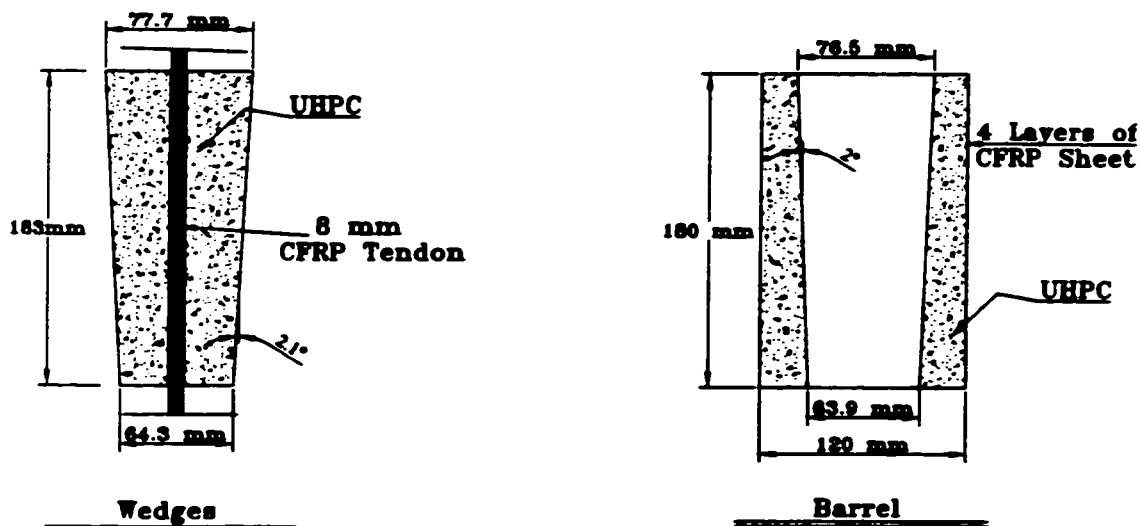 77.7 mm
UHPC
183mm
8 mm
CFRP Tendon
2.1°
64.3 mm
Wedges
76.5 mm
4 Layers of
CFRP Sheet
2°
180 mm
UHPC
63.9 mm
120 mm
Barrel